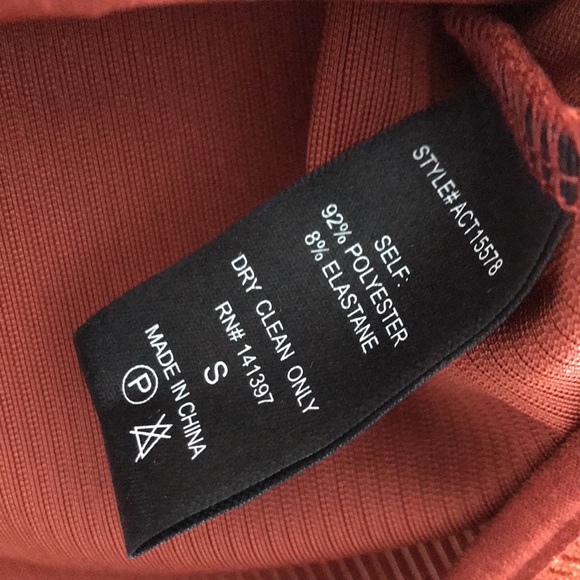 STYLE# ACT15578
SELF:
92% POLYESTER
8% ELASTANE
DRY CLEAN ONLY
RN# 141397
S
MADE IN CHINA
P